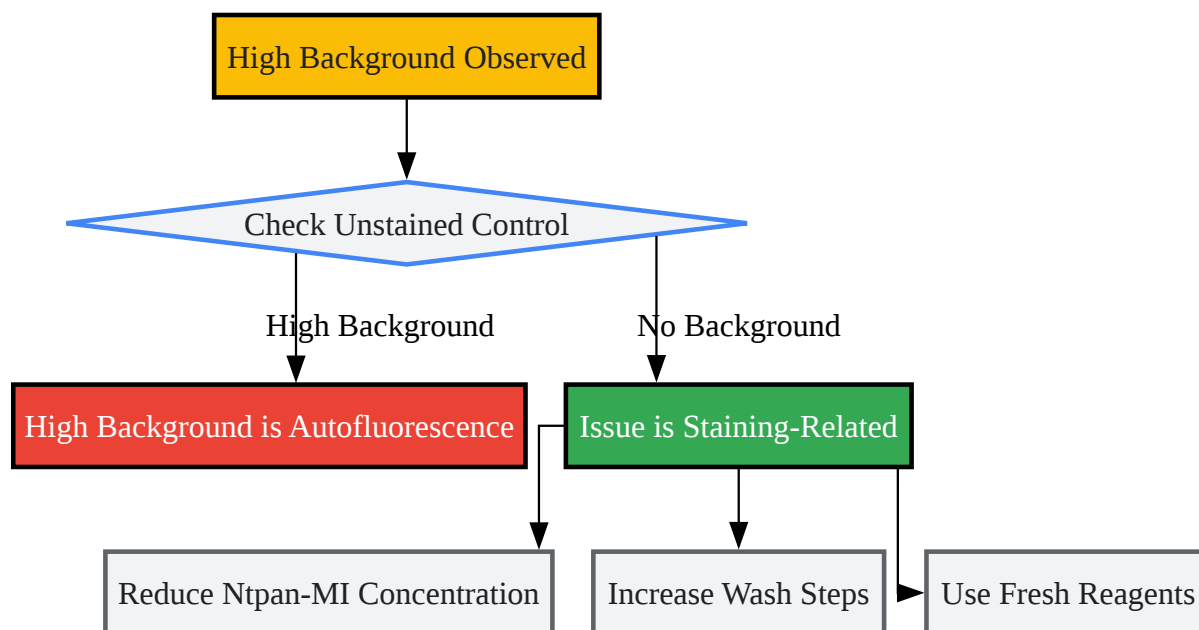 High Background Observed
Check Unstained Control
High Background
No Background
High Background is Autofluorescence
Issue is Staining-Related
Reduce Ntpan-MI Concentration
Increase Wash Steps
Use Fresh Reagents